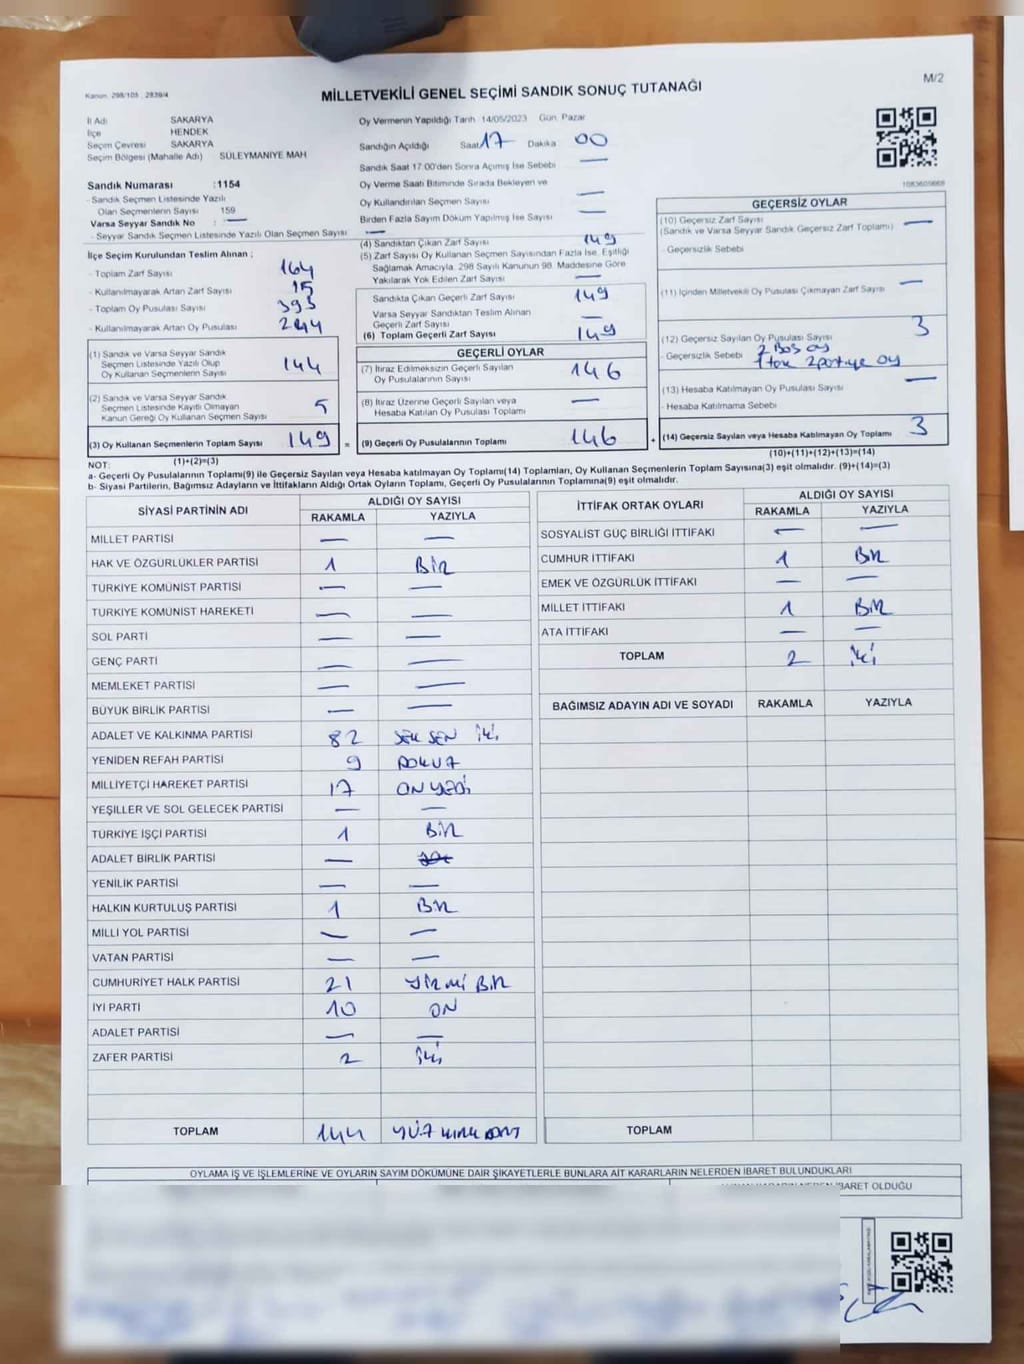 Kanun: 298/105 , 2839/4
MİLLETVEKİLİ GENEL SEÇİMİ SANDIK SONUÇ TUTANAĞI
M/2
İl Adı SAKARYA
İlçe HENDEK
Seçim Çevresi SAKARYA
Seçim Bölgesi (Mahalle Adı) SÜLEYMANİYE MAH
Sandık Numarası :1154
- Sandık Seçmen Listesinde Yazılı
Olan Seçmenlerin Sayısı 159
Varsa Seyyar Sandık No : —
- Seyyar Sandık Seçmen Listesinde Yazılı Olan Seçmen Sayısı : —
İlçe Seçim Kurulundan Teslim Alınan ;
- Toplam Zarf Sayısı 164
- Kullanılmayarak Artan Zarf Sayısı 15
- Toplam Oy Pusulası 393
- Kullanılmayarak Artan Oy Pusulası 244
(1) Sandık ve Varsa Seyyar Sandık
Seçmen Listesinde Yazılı Olup
Oy Kullanan Seçmenlerin Sayısı 144
(2) Sandık ve Varsa Seyyar Sandık
Seçmen Listesinde Kayıtlı Olmayan
Kanun Gereği Oy Kullanan Seçmen Sayısı 5
(3) Oy Kullanan Seçmenlerin Toplam Sayısı 149 =
(1)+(2)=(3)
Oy Vermenin Yapıldığı Tarih 14/05/2023 Gün Pazar
Sandığın Açıldığı Saat 17 Dakika 00
Sandık Saat 17:00'den Sonra Açılmış İse Sebebi —
Oy Verme Saati Bitiminde Sırada Bekleyen ve
Oy Kullandırılan Seçmen Sayısı —
Birden Fazla Sayım Döküm Yapılmış İse Sayısı —
(4) Sandıktan Çıkan Zarf Sayısı 149
(5) Zarf Sayısı Oy Kullanan Seçmen Sayısından Fazla İse, Eşitliği
Sağlamak Amacıyla, 298 Sayılı Kanunun 98. Maddesine Göre
Yakılarak Yok Edilen Zarf Sayısı —
Sandıkta Çıkan Geçerli Zarf Sayısı 149
Varsa Seyyar Sandıktan Teslim Alınan
Geçerli Zarf Sayısı —
(6) Toplam Geçerli Zarf Sayısı 149
GEÇERLİ OYLAR
(7) İtiraz Edilmeksizin Geçerli Sayılan
Oy Pusulalarının Sayısı 146
(8) İtiraz Üzerine Geçerli Sayılan veya
Hesaba Katılan Oy Pusulası Toplamı —
(9) Geçerli Oy Pusulalarının Toplamı 146 +
1083605669
GEÇERSİZ OYLAR
(10) Geçersiz Zarf Sayısı —
(Sandık ve Varsa Seyyar Sandık Geçersiz Zarf Toplamı)
- Geçersizlik Sebebi
(11) İçinden Milletvekili Oy Pusulası Çıkmayan Zarf Sayısı —
(12) Geçersiz Sayılan Oy Pusulası Sayısı 3
- Geçersizlik Sebebi 2 Boş oy
1 tane 2 partiye oy
(13) Hesaba Katılmayan Oy Pusulası Sayısı —
- Hesaba Katılmama Sebebi
(14) Geçersiz Sayılan veya Hesaba Katılmayan Oy Toplamı 3
(10)+(11)+(12)+(13)=(14)
NOT:
a- Geçerli Oy Pusulalarının Toplamı(9) ile Geçersiz Sayılan veya Hesaba katılmayan Oy Toplamı(14) Toplamları, Oy Kullanan Seçmenlerin Toplam Sayısına(3) eşit olmalıdır. (9)+(14)=(3)
b- Siyasi Partilerin, Bağımsız Adayların ve İttifakların Aldığı Ortak Oyların Toplamı, Geçerli Oy Pusulalarının Toplamına(9) eşit olmalıdır.
SİYASİ PARTİNİN ADI ALDIĞI OY SAYISI
RAKAMLA YAZIYLA
MİLLET PARTİSİ — —
HAK VE ÖZGÜRLÜKLER PARTİSİ 1 BİR
TÜRKİYE KOMÜNİST PARTİSİ — —
TÜRKİYE KOMÜNİST HAREKETİ — —
SOL PARTİ — —
GENÇ PARTİ — —
MEMLEKET PARTİSİ — —
BÜYÜK BİRLİK PARTİSİ — —
ADALET VE KALKINMA PARTİSİ 82 SEKSEN İKİ
YENİDEN REFAH PARTİSİ 9 DOKUZ
MİLLİYETÇİ HAREKET PARTİSİ 17 ON YEDİ
YEŞİLLER VE SOL GELECEK PARTİSİ — —
TÜRKİYE İŞÇİ PARTİSİ 1 BİR
ADALET BİRLİK PARTİSİ —
YENİLİK PARTİSİ — —
HALKIN KURTULUŞ PARTİSİ 1 BİR
MİLLİ YOL PARTİSİ — —
VATAN PARTİSİ — —
CUMHURİYET HALK PARTİSİ 21 YİRMİ BİR
İYİ PARTİ 10 ON
ADALET PARTİSİ — —
ZAFER PARTİSİ 2 İKİ
TOPLAM 144 YÜZ KIRK DÖRT
İTTİFAK ORTAK OYLARI ALDIĞI OY SAYISI
RAKAMLA YAZIYLA
SOSYALİST GÜÇ BİRLİĞİ İTTİFAKI — —
CUMHUR İTTİFAKI 1 BİR
EMEK VE ÖZGÜRLÜK İTTİFAKI — —
MİLLET İTTİFAKI 1 BİR
ATA İTTİFAKI — —
TOPLAM 2 İKİ
BAĞIMSIZ ADAYIN ADI VE SOYADI RAKAMLA YAZIYLA
TOPLAM
OYLAMA İŞ VE İŞLEMLERİNE VE OYLARIN SAYIM DÖKÜMÜNE DAİR ŞİKAYETLERLE BUNLARA AİT KARARLARIN NELERDEN İBARET BULUNDUKLARI
İBARET OLDUĞU